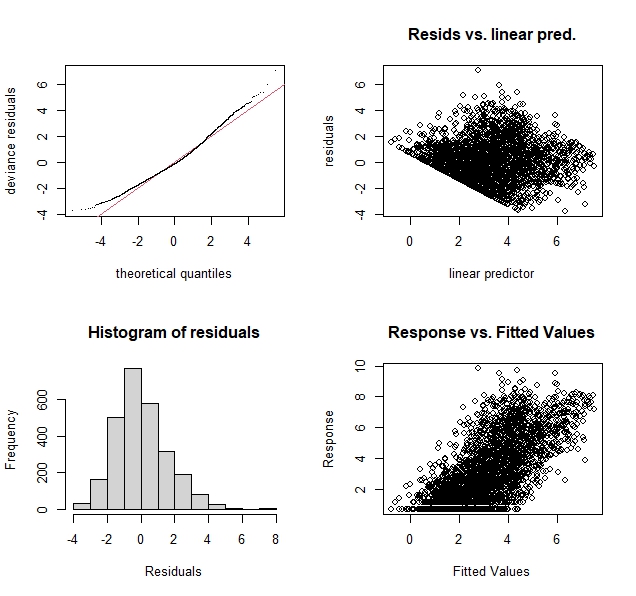 deviance residuals
-4 -2 0 2 4 6
-4 -2 0 2 4
theoretical quantiles
Resids vs. linear pred.
residuals
-4 -2 0 2 4 6
0 2 4 6
linear predictor
Histogram of residuals
Frequency
0 200 400 600
-4 -2 0 2 4 6 8
Residuals
Response vs. Fitted Values
Response
2 4 6 8 10
0 2 4 6
Fitted Values